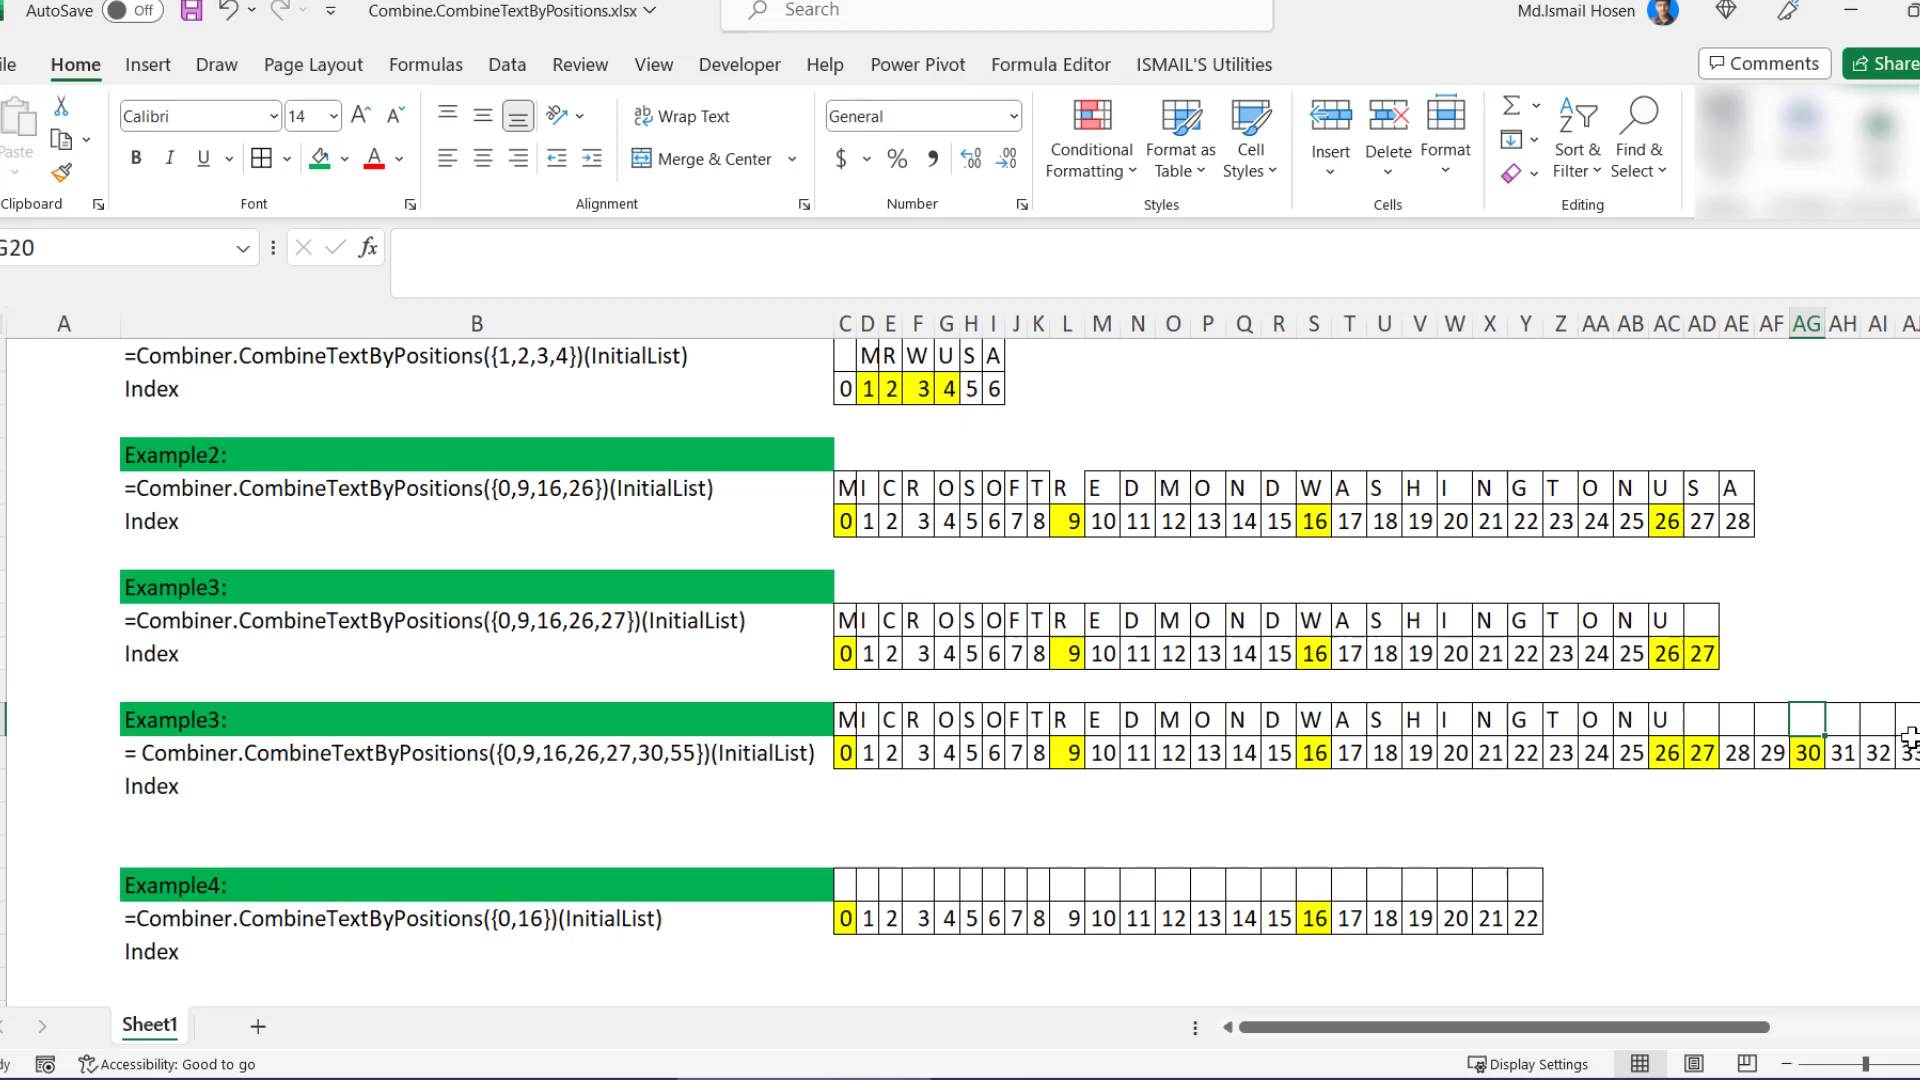 AutoSave Off Combine.CombineTextByPositions.xlsx Search Md.Ismail Hosen
ile Home Insert Draw Page Layout Formulas Data Review View Developer Help Power Pivot Formula Editor ISMAIL'S Utilities Comments Share
Paste Calibri 14 Wrap Text General Conditional Formatting Format as Table Cell Styles Insert Delete Format Sort & Filter Find & Select
B I U A Merge & Center $ %
Clipboard Font Alignment Number Styles Cells Editing
G20 fx
A B C D E F G H I J K L M N O P Q R S T U V W X Y Z AA AB AC AD AE AF AG AH AI AJ
=Combiner.CombineTextByPositions({1,2,3,4})(InitialList) M R W U S A
Index 0 1 2 3 4 5 6
Example2:
=Combiner.CombineTextByPositions({0,9,16,26})(InitialList) M I C R O S O F T R E D M O N D W A S H I N G T O N U S A
Index 0 1 2 3 4 5 6 7 8 9 10 11 12 13 14 15 16 17 18 19 20 21 22 23 24 25 26 27 28
Example3:
=Combiner.CombineTextByPositions({0,9,16,26,27})(InitialList) M I C R O S O F T R E D M O N D W A S H I N G T O N U
Index 0 1 2 3 4 5 6 7 8 9 10 11 12 13 14 15 16 17 18 19 20 21 22 23 24 25 26 27
Example3: M I C R O S O F T R E D M O N D W A S H I N G T O N U
= Combiner.CombineTextByPositions({0,9,16,26,27,30,55})(InitialList) 0 1 2 3 4 5 6 7 8 9 10 11 12 13 14 15 16 17 18 19 20 21 22 23 24 25 26 27 28 29 30 31 32 33
Index
Example4:
=Combiner.CombineTextByPositions({0,16})(InitialList) 0 1 2 3 4 5 6 7 8 9 10 11 12 13 14 15 16 17 18 19 20 21 22
Index
Sheet1
dy Accessibility: Good to go Display Settings